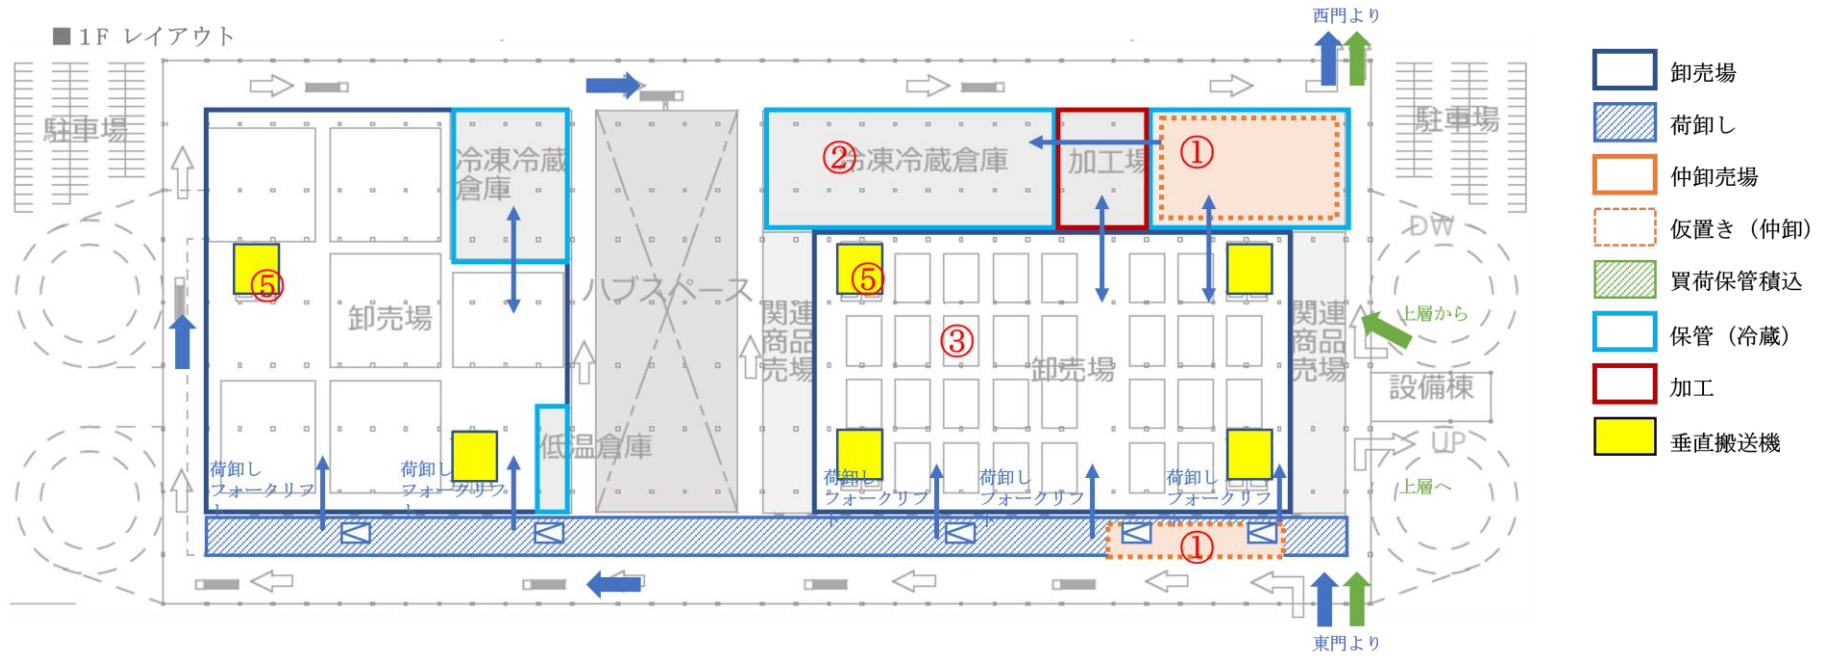 西門より
■１F レイアウト
駐車場
冷凍冷蔵
倉庫
②
冷凍冷蔵倉庫
加工場
①
駐車場
DW
⑤
卸売場
ハブスペース
関連
商品
売場
⑤
③
卸売場
関連
商品
売場
上層から
設備棟
低温倉庫
UP
上層へ
荷卸し
フォークリフト
荷卸し
フォークリフト
荷卸し
フォークリフト
荷卸し
フォークリフト
荷卸し
フォークリフト
①
東門より
卸売場
荷卸し
仲卸売場
仮置き（仲卸）
買荷保管積込
保管（冷蔵）
加工
垂直搬送機